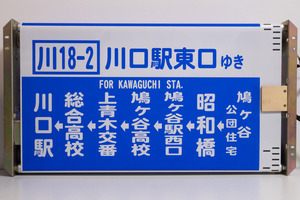 川18-2 川口駅東口ゆき
FOR KAWAGUCHI STA.
鳩ヶ谷公団住宅
昭和橋
鳩ヶ谷駅西口
鳩ヶ谷高校
上青木交番
総合高校
川口駅